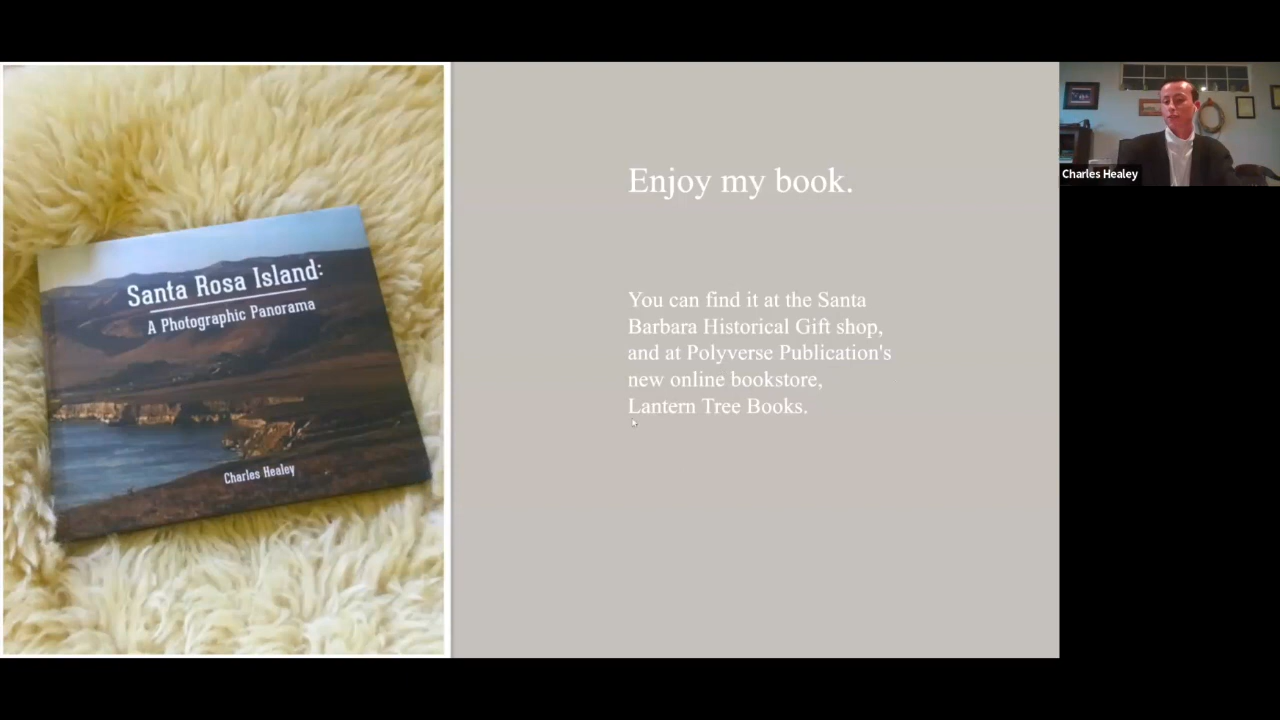 Santa Rosa Island:
A Photographic Panorama
Charles Healey
Enjoy my book.
You can find it at the Santa
Barbara Historical Gift shop,
and at Polyverse Publication's
new online bookstore,
Lantern Tree Books.
Charles Healey